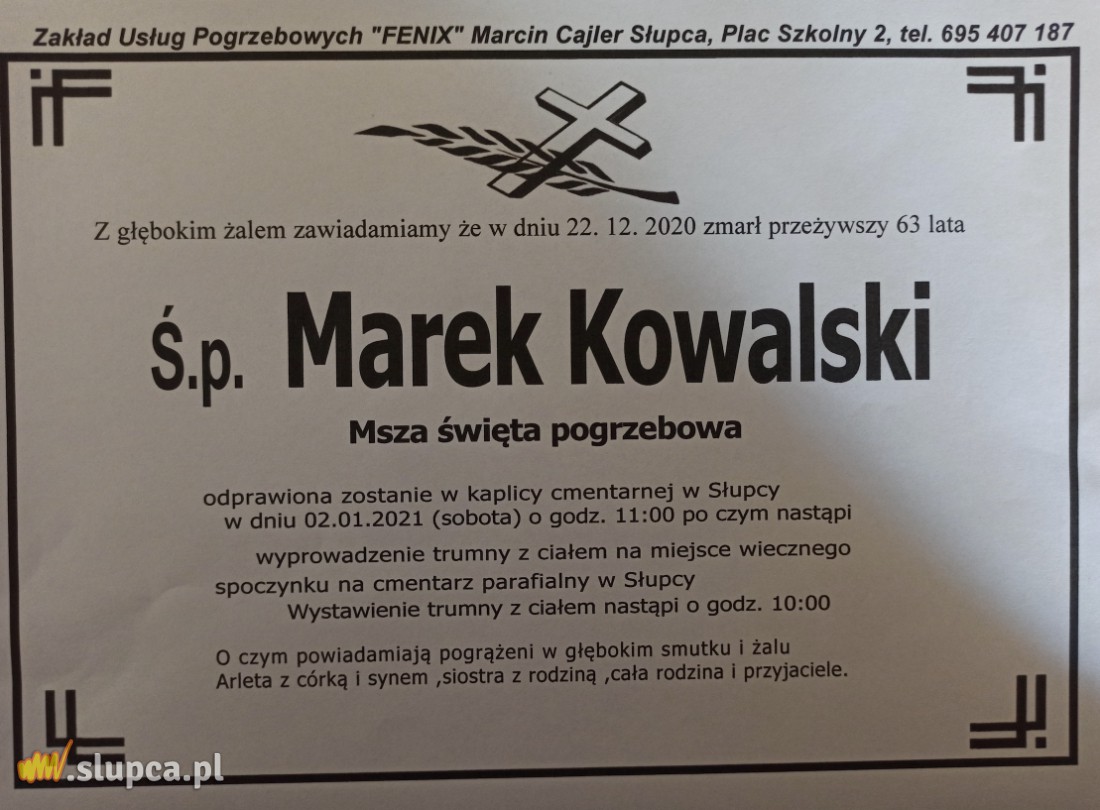 Zakład Usług Pogrzebowych "FENIX" Marcin Cajler Słupca, Plac Szkolny 2, tel. 695 407 187
Z głębokim żalem zawiadamiamy że w dniu 22. 12. 2020 zmarł przeżywszy 63 lata
Ś.p. Marek Kowalski
Msza święta pogrzebowa
odprawiona zostanie w kaplicy cmentarnej w Słupcy
w dniu 02.01.2021 (sobota) o godz. 11:00 po czym nastąpi
wyprowadzenie trumny z ciałem na miejsce wiecznego
spoczynku na cmentarz parafialny w Słupcy
Wystawienie trumny z ciałem nastąpi o godz. 10:00
O czym powiadamiają pogrążeni w głębokim smutku i żalu
Arleta z córką i synem ,siostra z rodziną ,cała rodzina i przyjaciele.
.slupca.pl